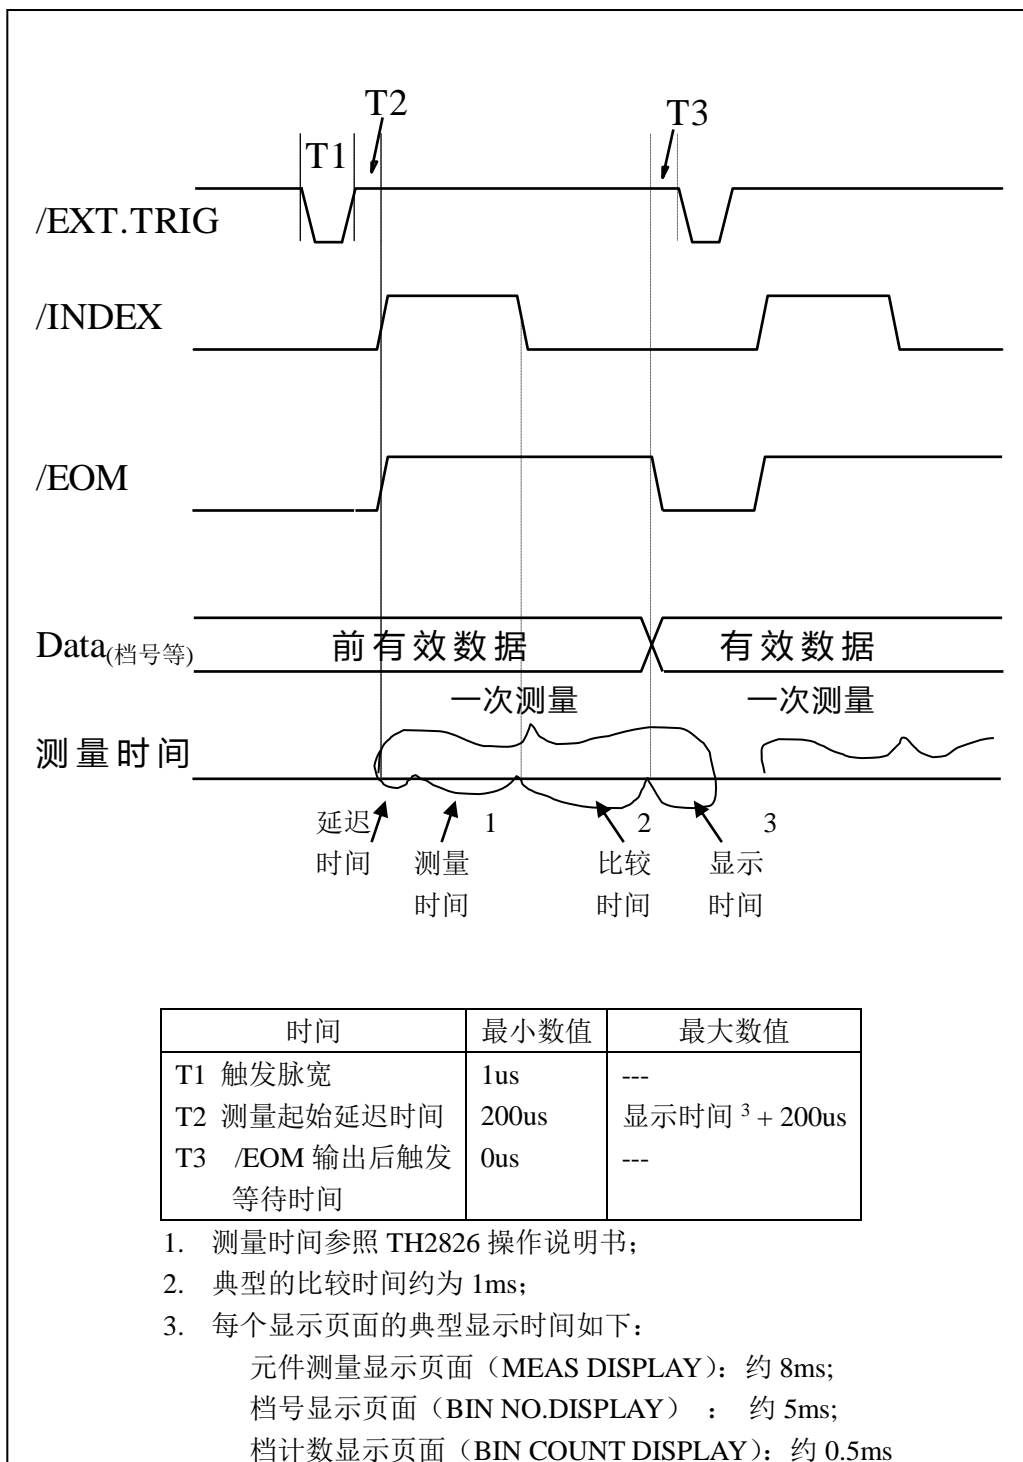 T2
T3
T1
/EXT.TRIG
/INDEX
/EOM
Data(档号等)
前有效数据
有效数据
一次测量
一次测量
测量时间
延迟
时间
1
测量
时间
2
比较
时间
3
显示
时间
时间 最小数值 最大数值
T1 触发脉宽 1us ---
T2 测量起始延迟时间 200us 显示时间 3 + 200us
T3 /EOM 输出后触发 0us ---
等待时间
1. 测量时间参照 TH2826 操作说明书；
2. 典型的比较时间约为 1ms；
3. 每个显示页面的典型显示时间如下：
元件测量显示页面（MEAS DISPLAY）：约 8ms;
档号显示页面（BIN NO.DISPLAY） ： 约 5ms;
档计数显示页面（BIN COUNT DISPLAY）：约 0.5ms